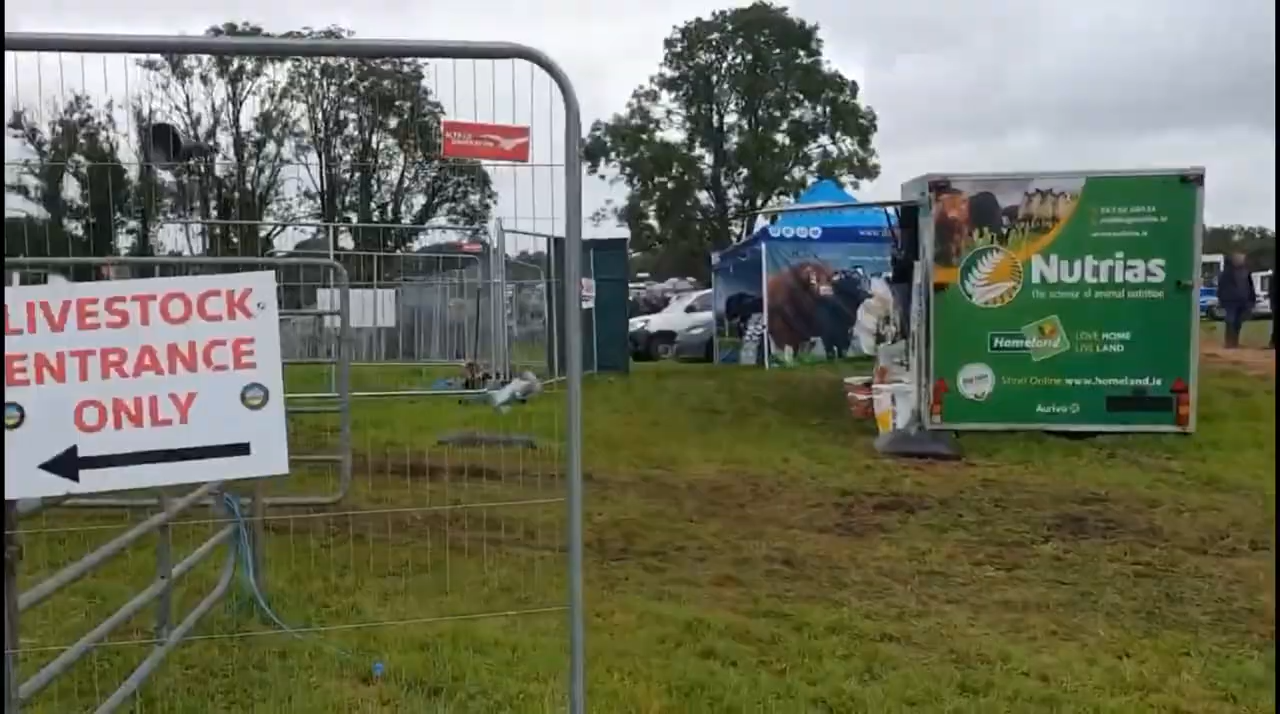 LIVESTOCK
ENTRANCE
ONLY
Nutrias
The science of animal nutrition
Homeland
LOVE HOME
LIVE LAND
Shop Online www.homeland.ie
Aurivo